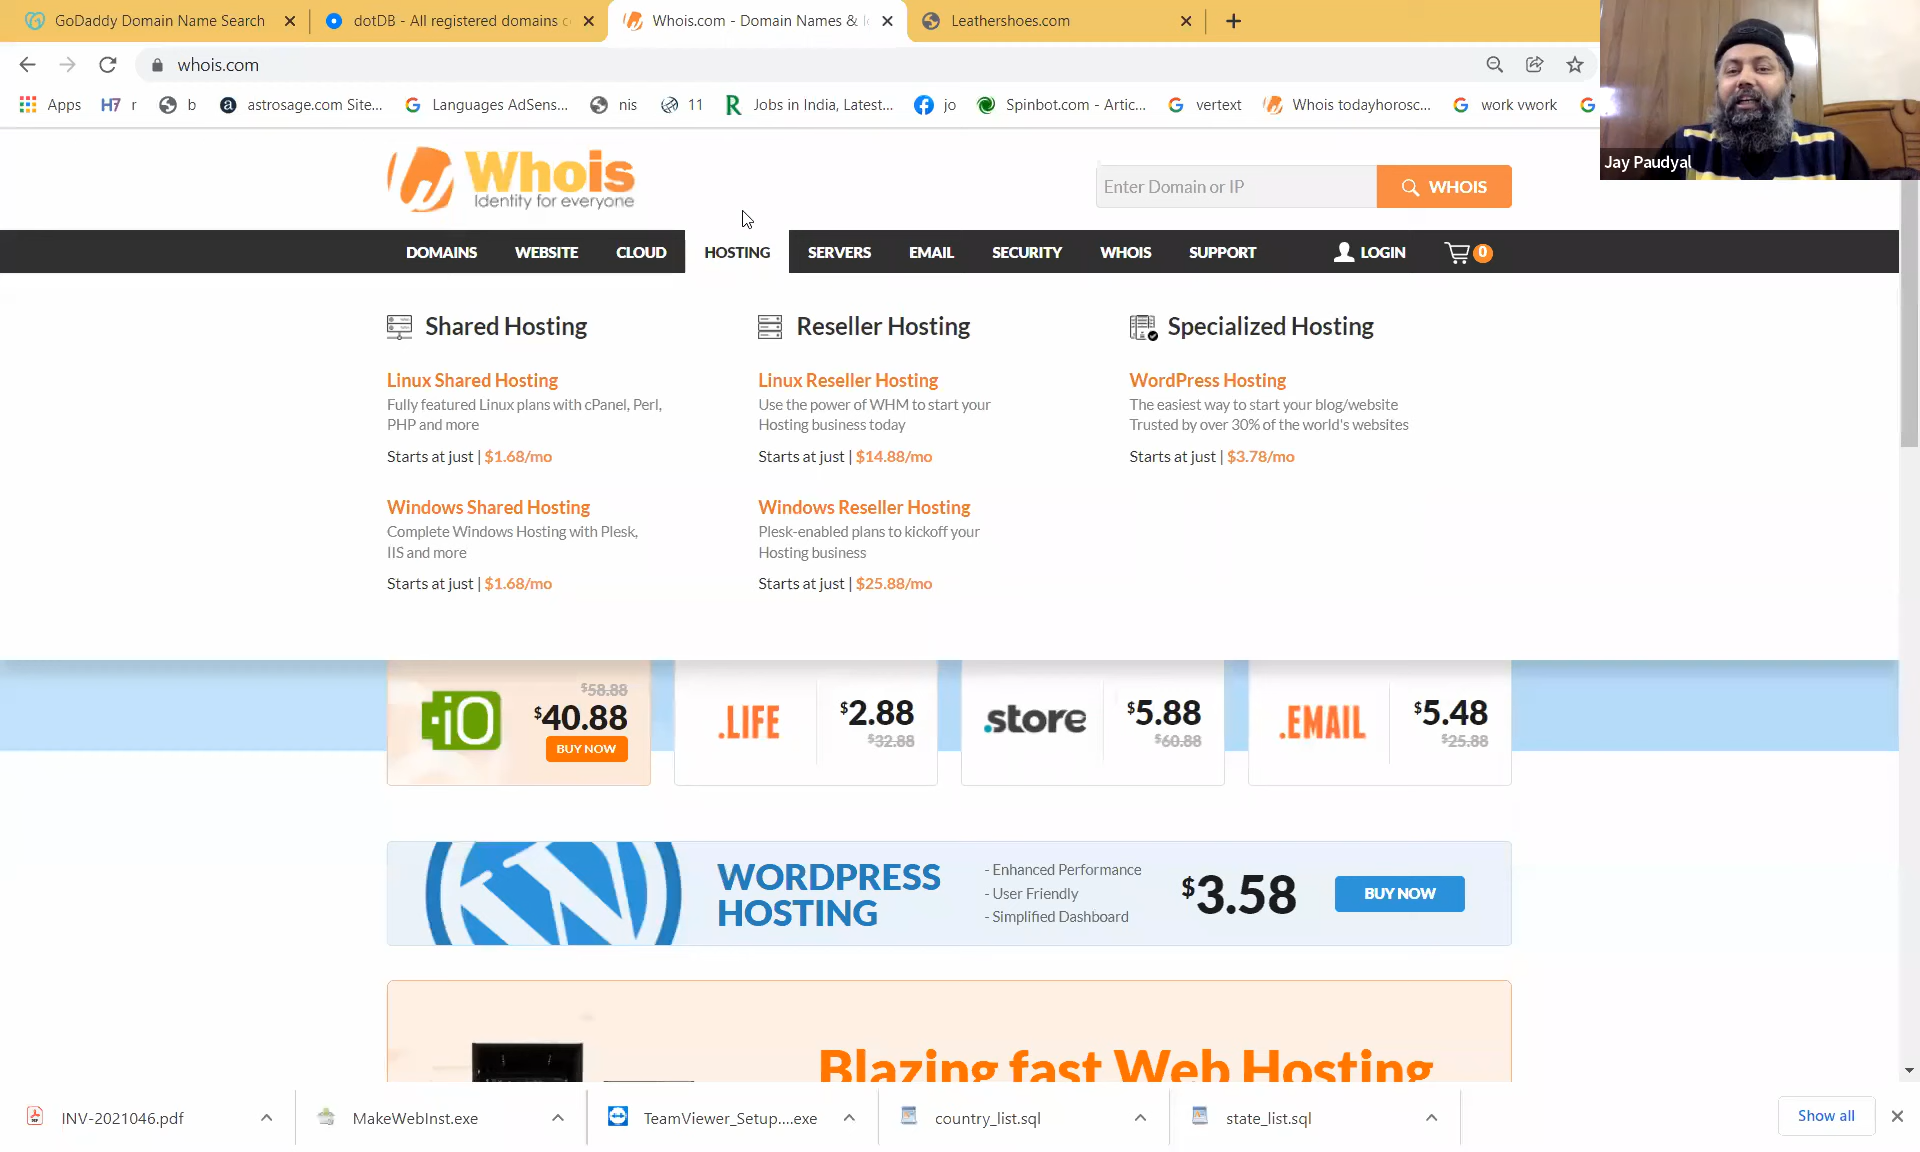 GoDaddy Domain Name Search
dotDB - All registered domains c
Whois.com - Domain Names &
Leathershoes.com
whois.com
Apps
H7 r
b
astrosage.com Site...
Languages AdSens...
nis
11
Jobs in India, Latest...
jo
Spinbot.com - Artic...
vertext
Whois todayhorosc...
work vwork
Jay Paudyal
Whois
Identity for everyone
Enter Domain or IP
WHOIS
DOMAINS
WEBSITE
CLOUD
HOSTING
SERVERS
EMAIL
SECURITY
WHOIS
SUPPORT
LOGIN
0
Shared Hosting
Linux Shared Hosting
Fully featured Linux plans with cPanel, Perl,
PHP and more
Starts at just | $1.68/mo
Windows Shared Hosting
Complete Windows Hosting with Plesk,
IIS and more
Starts at just | $1.68/mo
Reseller Hosting
Linux Reseller Hosting
Use the power of WHM to start your
Hosting business today
Starts at just | $14.88/mo
Windows Reseller Hosting
Plesk-enabled plans to kickoff your
Hosting business
Starts at just | $25.88/mo
Specialized Hosting
WordPress Hosting
The easiest way to start your blog/website
Trusted by over 30% of the world's websites
Starts at just | $3.78/mo
.io
$58.88
$40.88
BUY NOW
.LIFE
$2.88
$32.88
.store
$5.88
$60.88
.EMAIL
$5.48
$25.88
WORDPRESS
HOSTING
- Enhanced Performance
- User Friendly
- Simplified Dashboard
$3.58
BUY NOW
Blazing fast Web Hosting
INV-2021046.pdf
MakeWebInst.exe
TeamViewer_Setup....exe
country_list.sql
state_list.sql
Show all